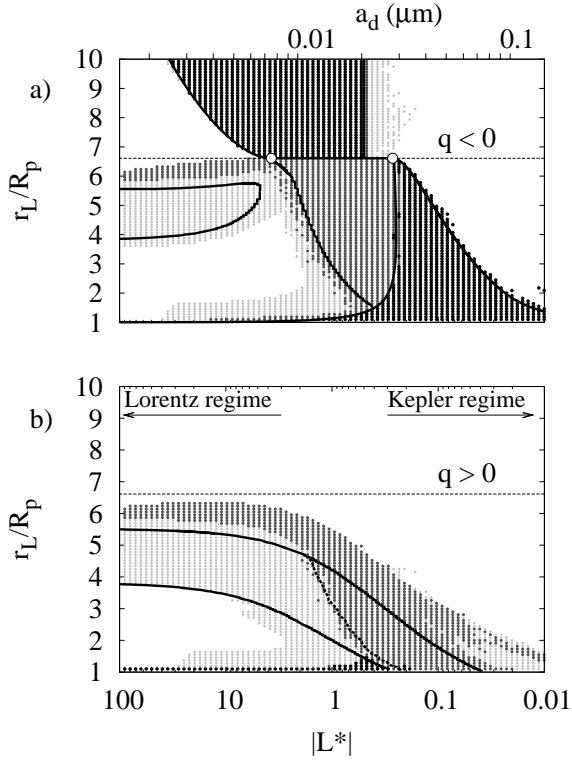 a_d (μm)
0.01 0.1
a)
10
9
8
7
6
5
4
3
2
1
r_L/R_p
q < 0
b)
10
9
8
7
6
5
4
3
2
1
r_L/R_p
Lorentz regime
Kepler regime
q > 0
100 10 1 0.1 0.01
|L*|